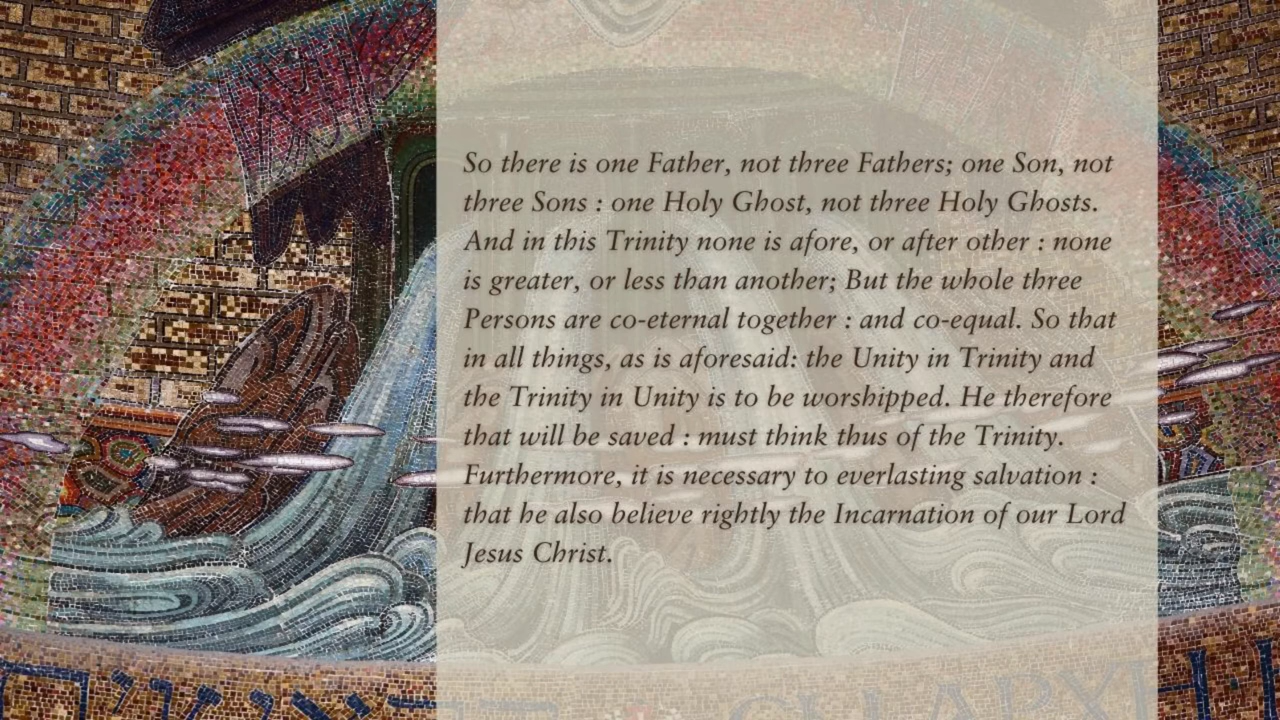 So there is one Father, not three Fathers; one Son, not
three Sons : one Holy Ghost, not three Holy Ghosts.
And in this Trinity none is afore, or after other : none
is greater, or less than another; But the whole three
Persons are co-eternal together : and co-equal. So that
in all things, as is aforesaid: the Unity in Trinity and
the Trinity in Unity is to be worshipped. He therefore
that will be saved : must think thus of the Trinity.
Furthermore, it is necessary to everlasting salvation :
that he also believe rightly the Incarnation of our Lord
Jesus Christ.